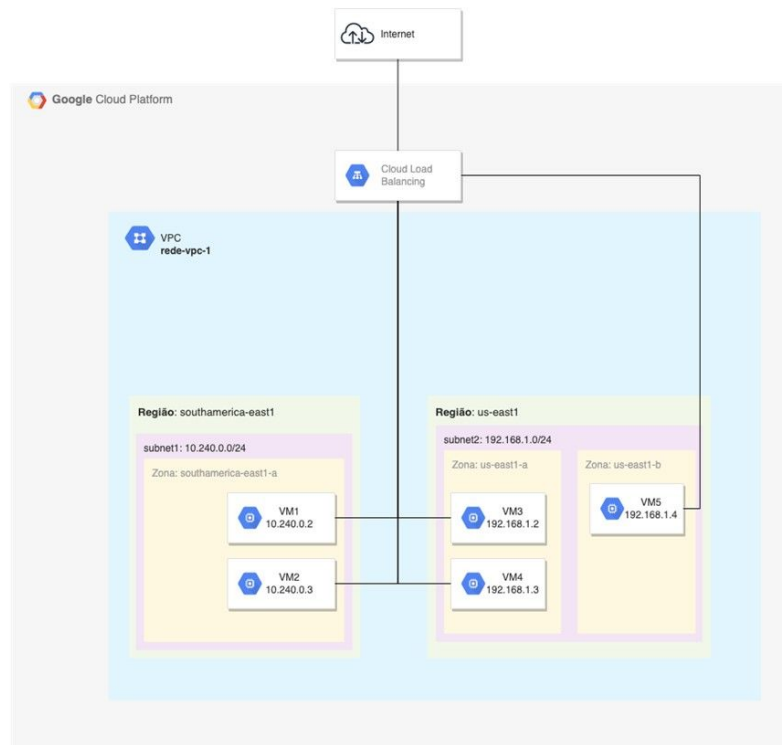 Internet
Google Cloud Platform
Cloud Load
Balancing
VPC
rede-vpc-1
Região: southamerica-east1
subnet1: 10.240.0.0/24
Zona: southamerica-east1-a
VM1
10.240.0.2
VM2
10.240.0.3
Região: us-east1
subnet2: 192.168.1.0/24
Zona: us-east1-a
VM3
192.168.1.2
VM4
192.168.1.3
Zona: us-east1-b
VM5
192.168.1.4